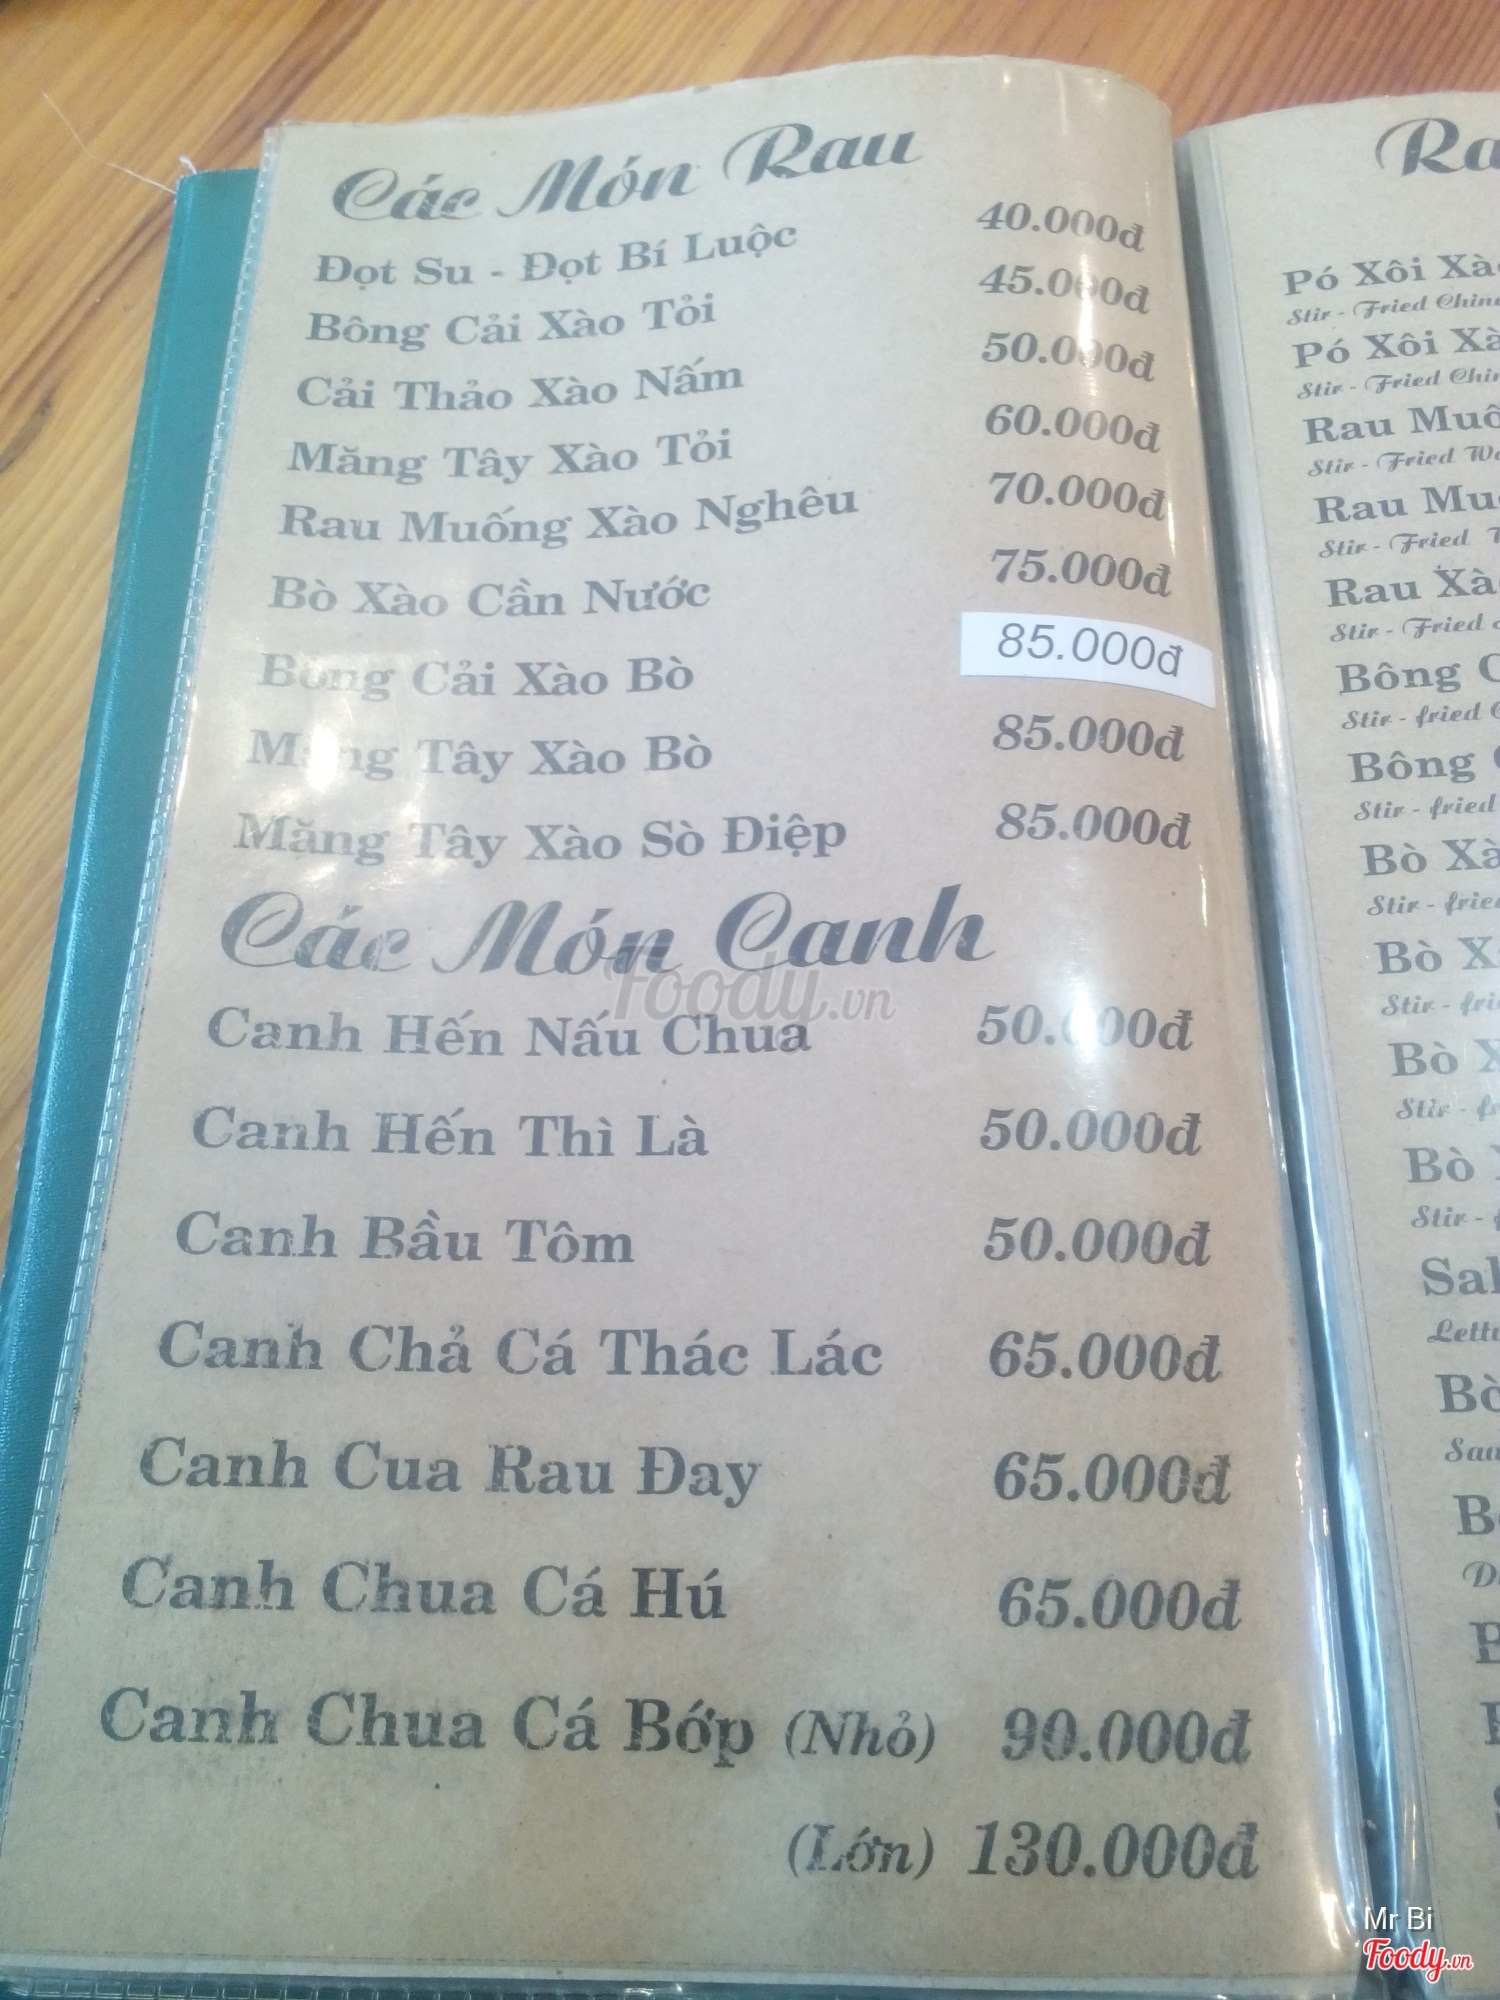 Các Món Rau
Đọt Su - Đọt Bí Luộc 40.000đ
Bông Cải Xào Tỏi 45.000đ
Cải Thảo Xào Nấm 50.000đ
Măng Tây Xào Tỏi 60.000đ
Rau Muống Xào Nghêu 70.000đ
Bò Xào Cần Nước 75.000đ
Bông Cải Xào Bò 85.000đ
Măng Tây Xào Bò 85.000đ
Măng Tây Xào Sò Điệp 85.000đ
Các Món Canh
Foody.vn
Canh Hến Nấu Chua 50.000đ
Canh Hến Thì Là 50.000đ
Canh Bầu Tôm 50.000đ
Canh Chả Cá Thác Lác 65.000đ
Canh Cua Rau Đay 65.000đ
Canh Chua Cá Hú 65.000đ
Canh Chua Cá Bớp (Nhỏ) 90.000đ
(Lớn) 130.000đ
Pó Xôi
Stir - Fried
Pó Xôi
Stir - Fried
Rau
Stir - Fried
Rau
Stir - Fried
Rau
Stir - Fried
Bông
Stir - fried
Bông
Stir - fried
Bò
Stir -
Bò
Stir -
Bò
Stir -
Bò
Stir -
Bò
Mr Bi
Foody.vn